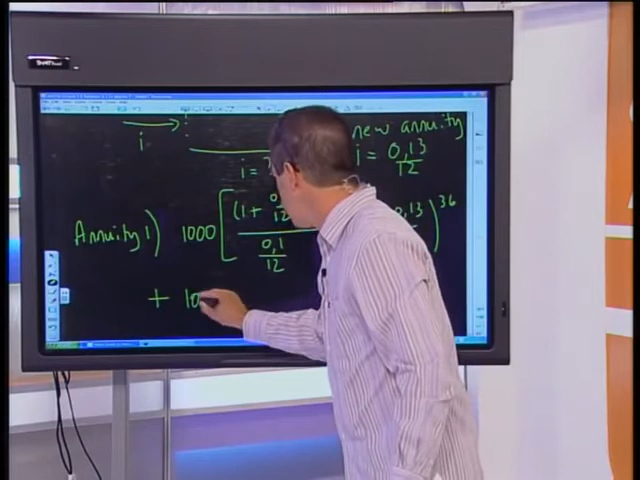 new annuity
i
i =
i = 0,13/12
Annuity 1) 1000 [ (1 + 0 /12 0,13 )^36
0,1/12
+ 10